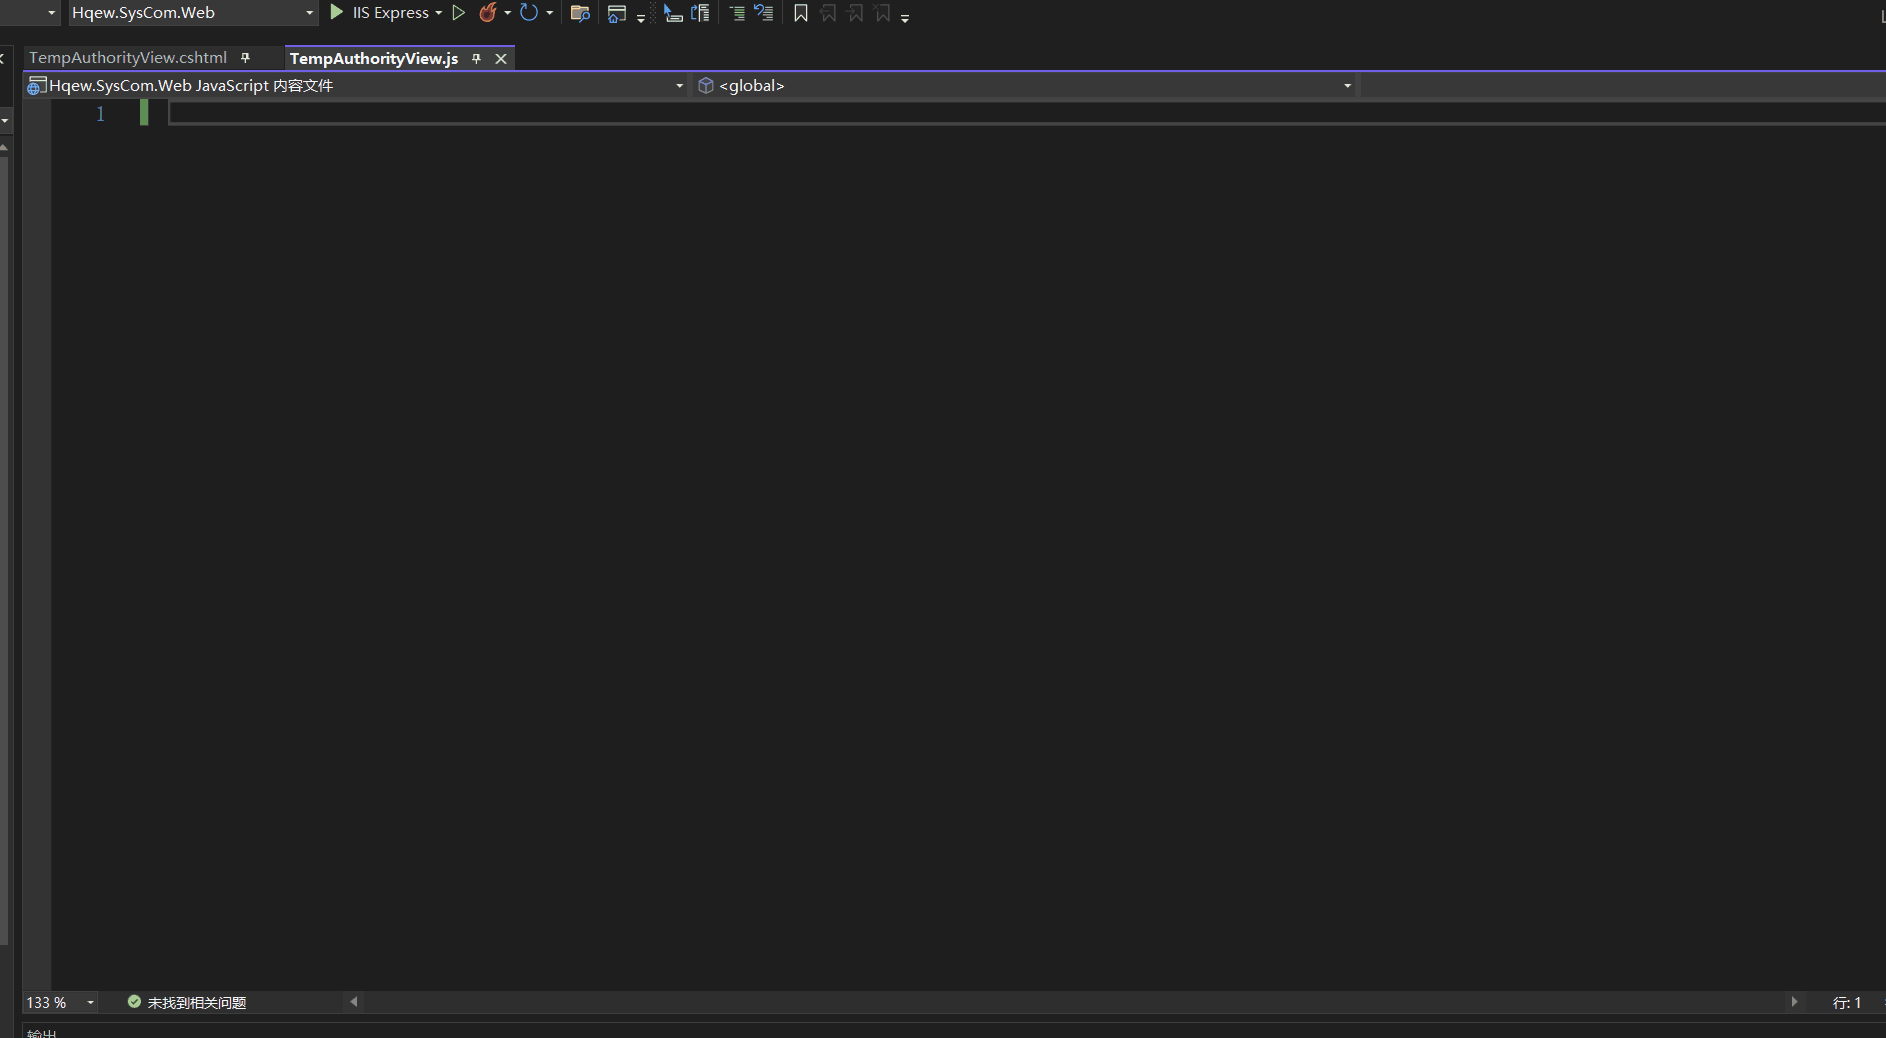 Hqew.SysCom.Web
IIS Express
TempAuthorityView.cshtml
TempAuthorityView.js
Hqew.SysCom.Web JavaScript 内容文件
<global>
1
133 %
未找到相关问题
行: 1
输出